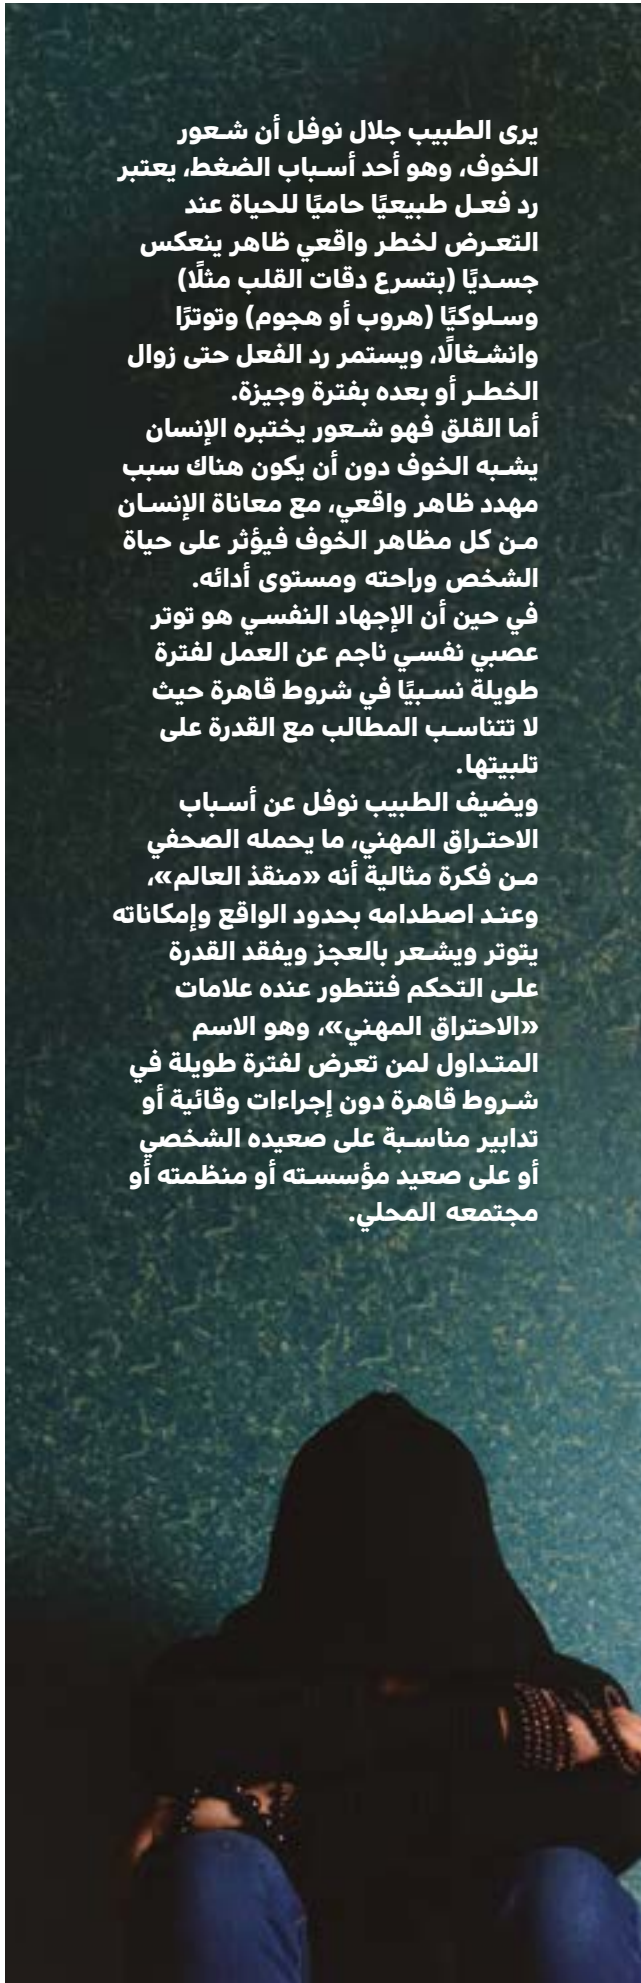 يرى الطبيب جلال نوفل أن شعور
الخوف، وهو أحد أسباب الضغط، يعتبر
رد فعل طبيعيًا حاميًا للحياة عند
التعرض لخطر واقعي ظاهر ينعكس
جسديًا (بتسرع دقات القلب مثلًا)
وسلوكيًا (هروب أو هجوم) وتوترًا
وانشغالًا، ويستمر رد الفعل حتى زوال
الخطر أو بعده بفترة وجيزة.
أما القلق فهو شعور يختبره الإنسان
يشبه الخوف دون أن يكون هناك سبب
مهدد ظاهر واقعي، مع معاناة الإنسان
من كل مظاهر الخوف فيؤثر على حياة
الشخص وراحته ومستوى أدائه.
في حين أن الإجهاد النفسي هو توتر
عصبي نفسي ناجم عن العمل لفترة
طويلة نسبيًا في شروط قاهرة حيث
لا تتناسب المطالب مع القدرة على
تلبيتها.
ويضيف الطبيب نوفل عن أسباب
الاحتراق المهني، ما يحمله الصحفي
من فكرة مثالية أنه «منقذ العالم»،
وعند اصطدامه بحدود الواقع وإمكاناته
يتوتر ويشعر بالعجز ويفقد القدرة
على التحكم فتتطور عنده علامات
«الاحتراق المهني»، وهو الاسم
المتداول لمن تعرض لفترة طويلة في
شروط قاهرة دون إجراءات وقائية أو
تدابير مناسبة على صعيده الشخصي
أو على صعيد مؤسسته أو منظمته أو
مجتمعه المحلي.